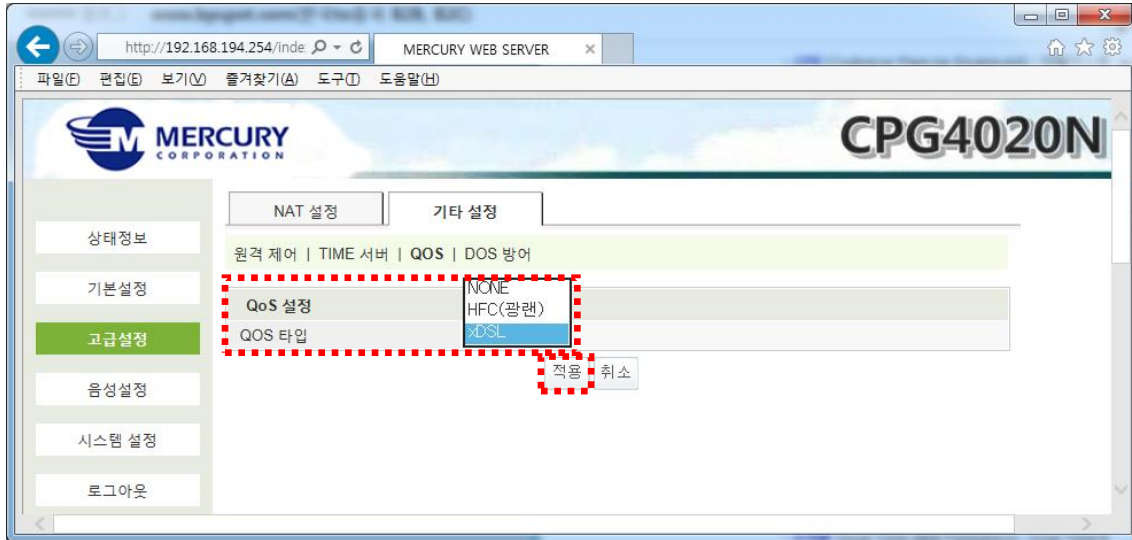 http://192.168.194.254/inde
MERCURY WEB SERVER
파일(F) 편집(E) 보기(V) 즐겨찾기(A) 도구(T) 도움말(H)
MERCURY
CORPORATION
CPG4020N
NAT 설정
기타 설정
상태정보
기본설정
고급설정
음성설정
시스템 설정
로그아웃
원격 제어 | TIME 서버 | QOS | DOS 방어
QoS 설정
QOS 타입
NONE
HFC(광랜)
xDSL
적용 취소